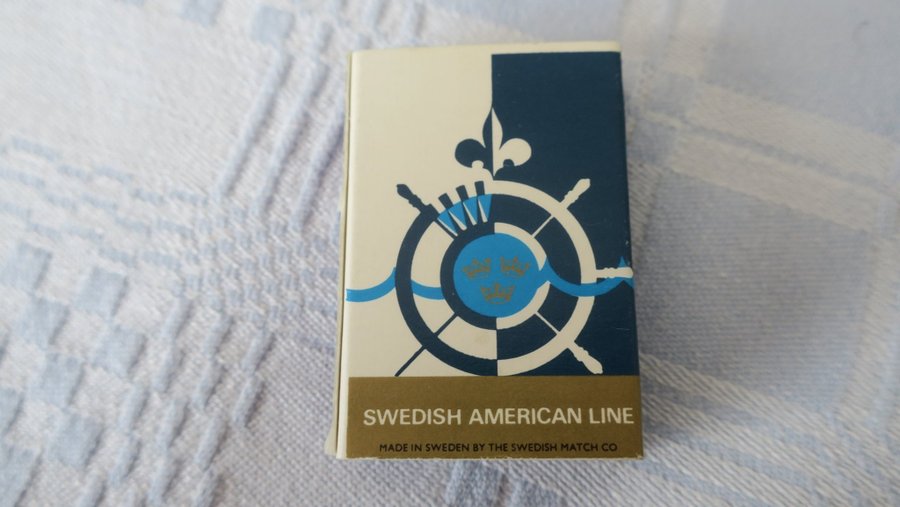 SWEDISH AMERICAN LINE
MADE IN SWEDEN BY THE SWEDISH MATCH CO